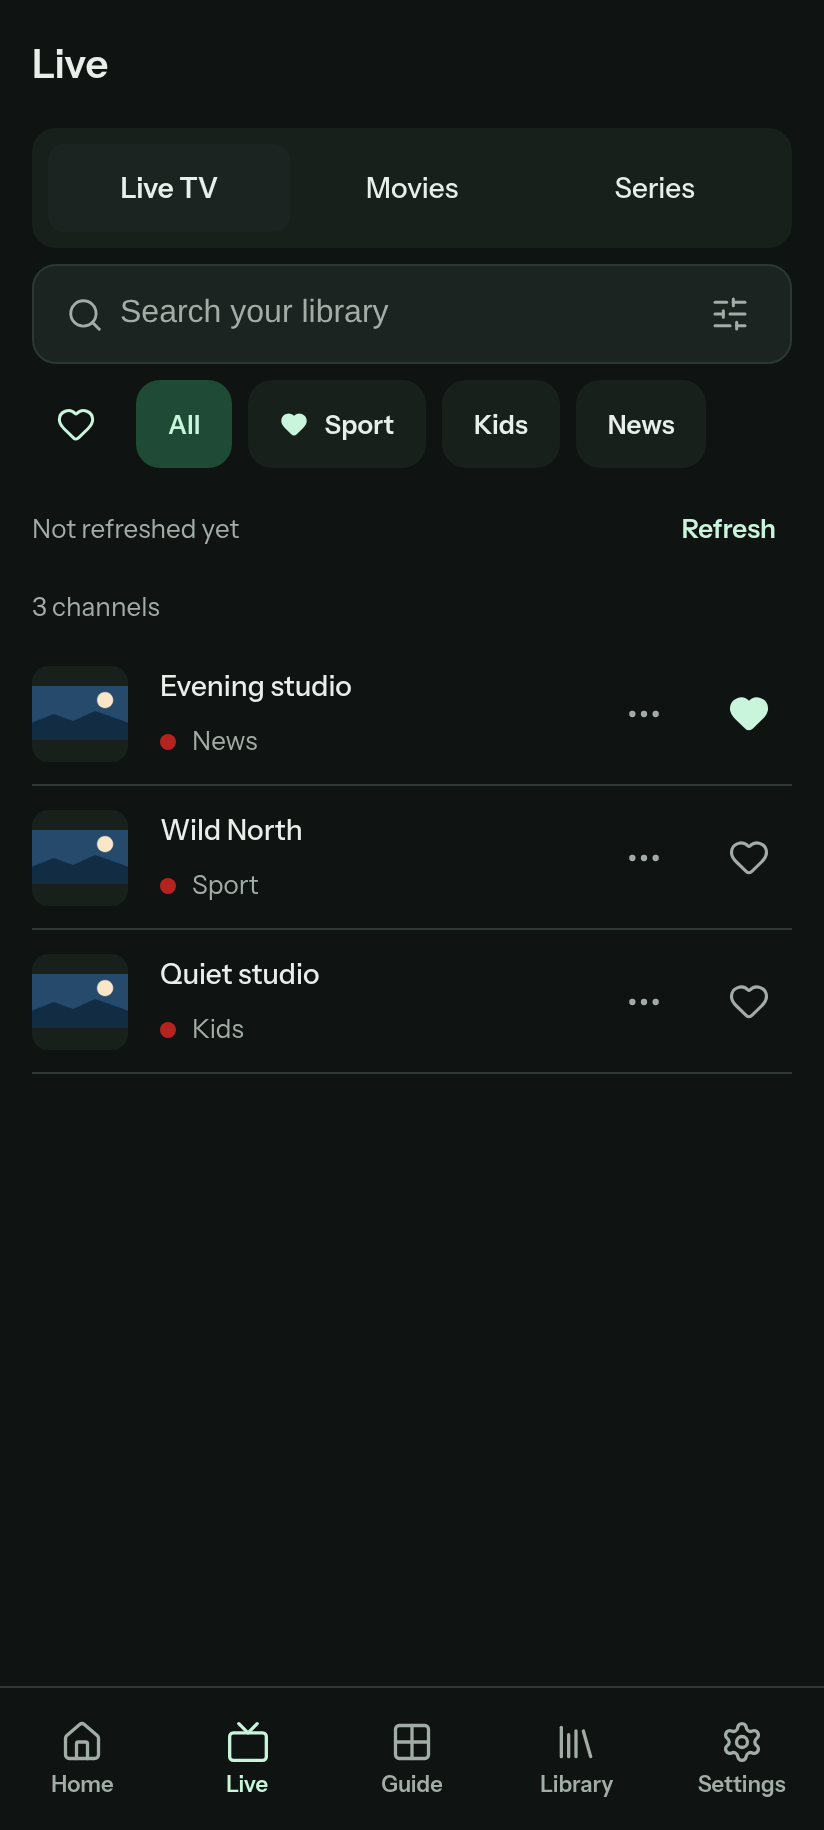 Live
Live TV Movies Series
Search your library
All Sport Kids News
Not refreshed yet Refresh
3 channels
Evening studio
News
Wild North
Sport
Quiet studio
Kids
Home Live Guide Library Settings